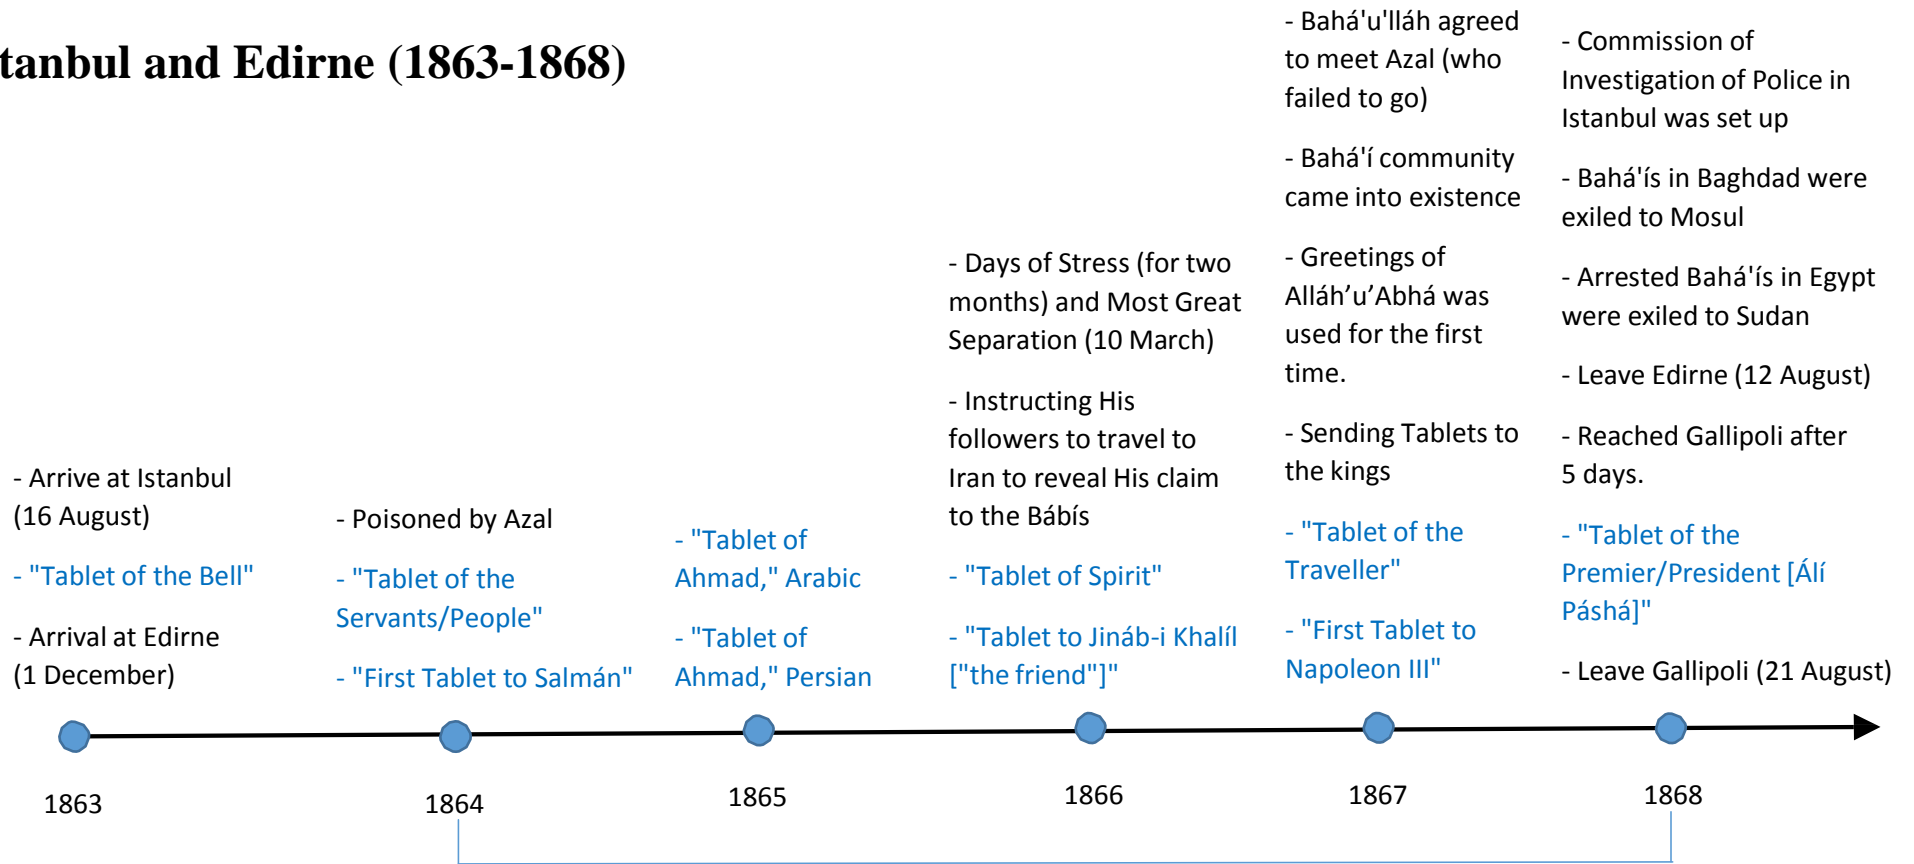 tanbul and Edirne (1863-1868)
- Arrive at Istanbul
(16 August)
- "Tablet of the Bell"
- Arrival at Edirne
(1 December)
- Poisoned by Azal
- "Tablet of the
Servants/People"
- "First Tablet to Salmán"
- "Tablet of
Ahmad," Arabic
- "Tablet of
Ahmad," Persian
- Days of Stress (for two
months) and Most Great
Separation (10 March)
- Instructing His
followers to travel to
Iran to reveal His claim
to the Bábís
- "Tablet of Spirit"
- "Tablet to Jináb-i Khalíl
["the friend"]"
- Bahá'u'lláh agreed
to meet Azal (who
failed to go)
- Bahá'í community
came into existence
- Greetings of
Alláh’u’Abhá was
used for the first
time.
- Sending Tablets to
the kings
- "Tablet of the
Traveller"
- "First Tablet to
Napoleon III"
- Commission of
Investigation of Police in
Istanbul was set up
- Bahá'ís in Baghdad were
exiled to Mosul
- Arrested Bahá'ís in Egypt
were exiled to Sudan
- Leave Edirne (12 August)
- Reached Gallipoli after
5 days.
- "Tablet of the
Premier/President [Álí
Páshá]"
- Leave Gallipoli (21 August)
1863
1864
1865
1866
1867
1868